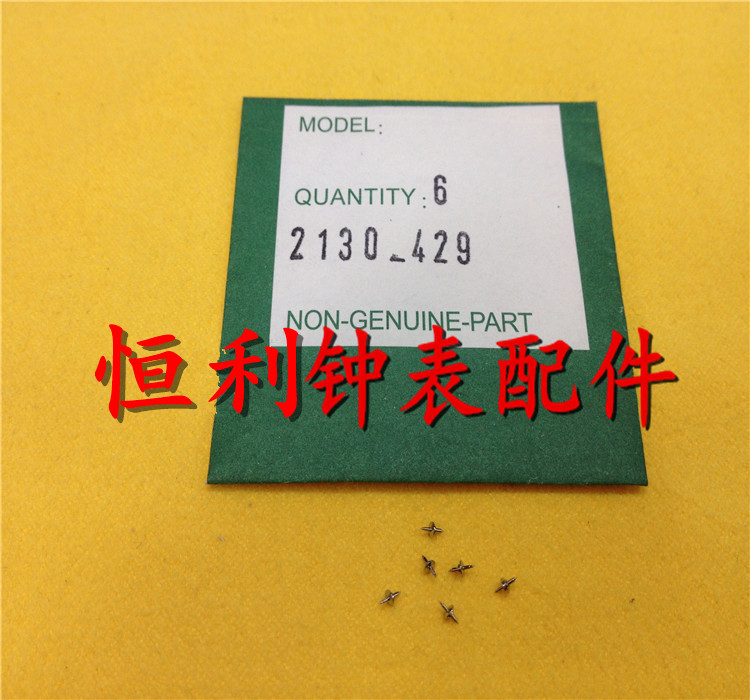 MODEL:
QUANTITY: 6
2130-429
NON-GENUINE-PART
恒利钟表配件